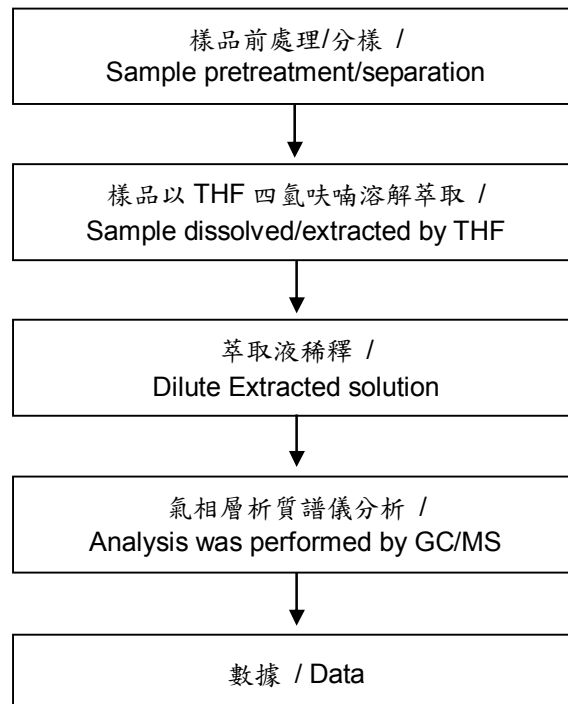 樣品前處理/分樣 /
Sample pretreatment/separation
樣品以 THF 四氫呋喃溶解萃取 /
Sample dissolved/extracted by THF
萃取液稀釋 /
Dilute Extracted solution
氣相層析質譜儀分析 /
Analysis was performed by GC/MS
數據 / Data